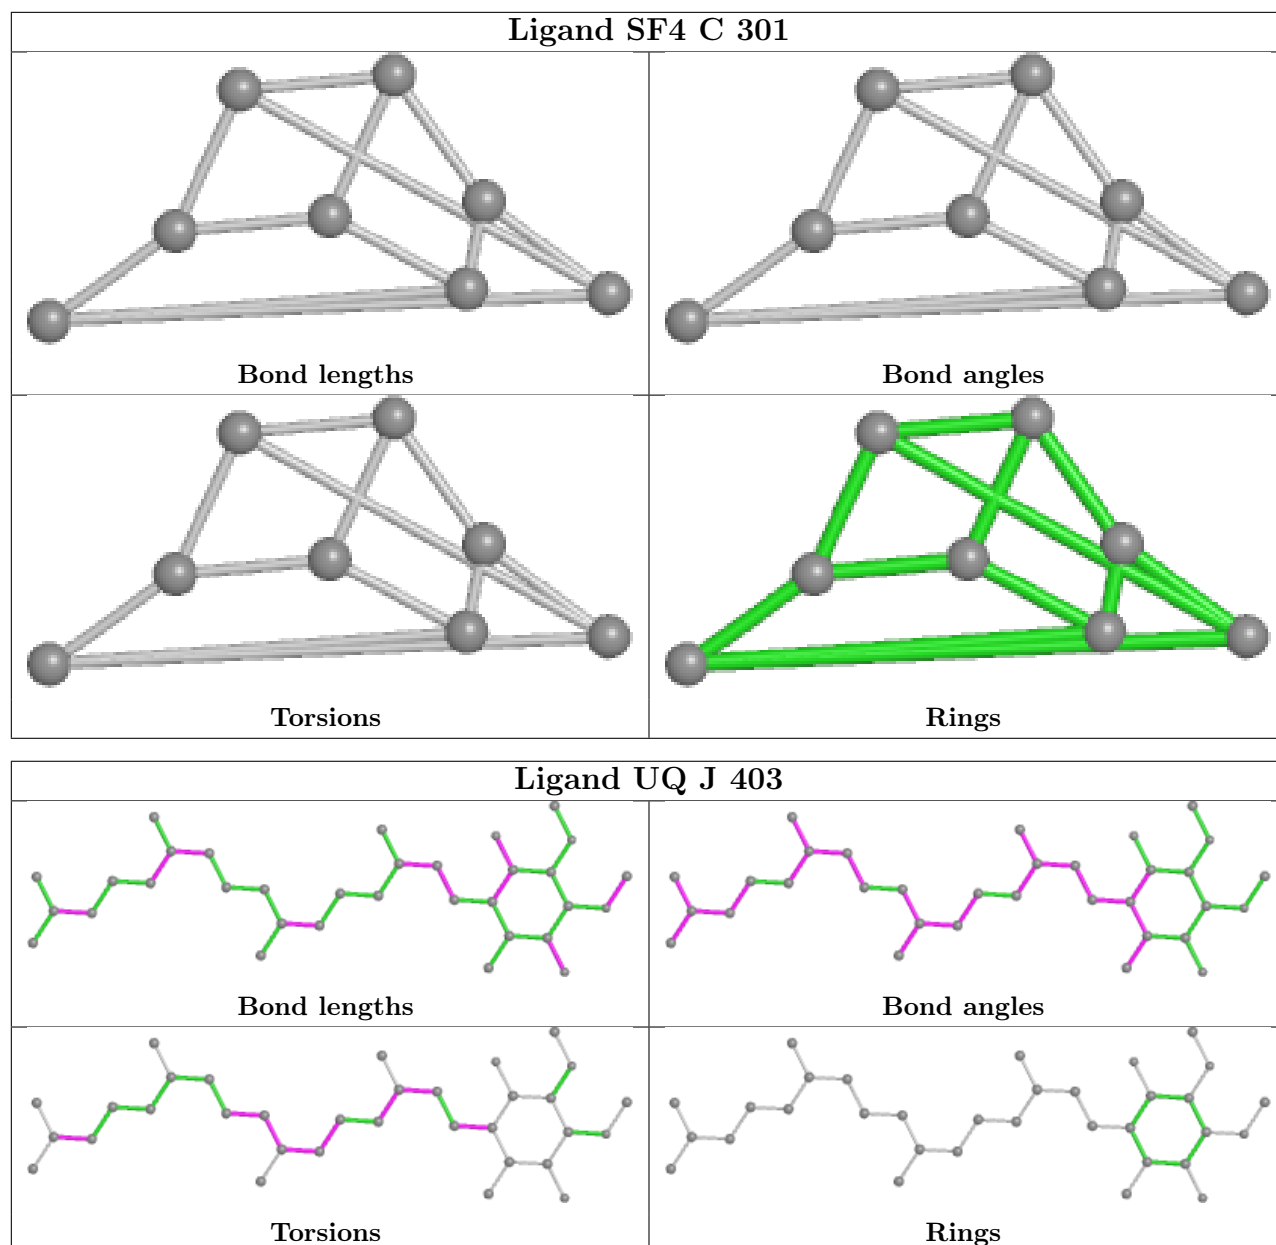 Ligand SF4 C 301
Bond lengths
Bond angles
Torsions
Rings
Ligand UQ J 403
Bond lengths
Bond angles
Torsions
Rings